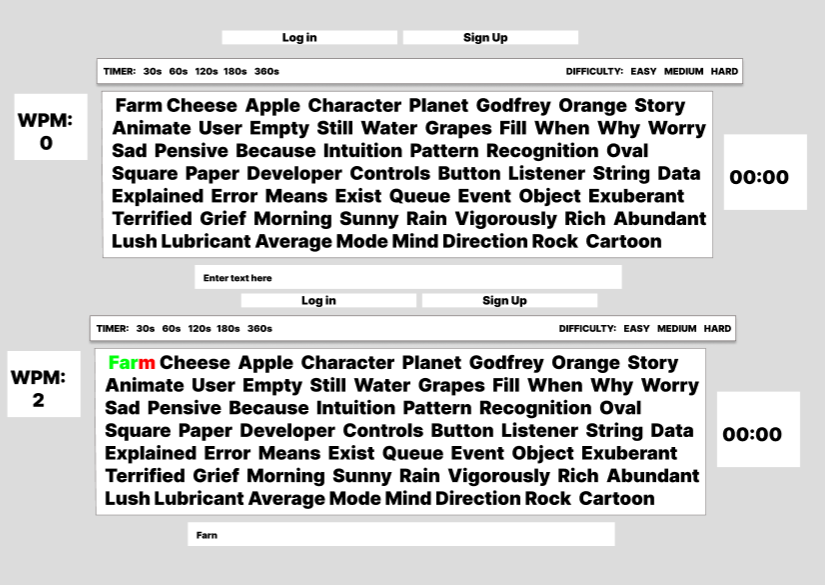 Log in Sign Up
TIMER: 30s 60s 120s 180s 360s DIFFICULTY: EASY MEDIUM HARD
WPM:
0
Farm Cheese Apple Character Planet Godfrey Orange Story
Animate User Empty Still Water Grapes Fill When Why Worry
Sad Pensive Because Intuition Pattern Recognition Oval
Square Paper Developer Controls Button Listener String Data
Explained Error Means Exist Queue Event Object Exuberant
Terrified Grief Morning Sunny Rain Vigorously Rich Abundant
Lush Lubricant Average Mode Mind Direction Rock Cartoon
00:00
Enter text here
Log in Sign Up
TIMER: 30s 60s 120s 180s 360s DIFFICULTY: EASY MEDIUM HARD
WPM:
2
Farm Cheese Apple Character Planet Godfrey Orange Story
Animate User Empty Still Water Grapes Fill When Why Worry
Sad Pensive Because Intuition Pattern Recognition Oval
Square Paper Developer Controls Button Listener String Data
Explained Error Means Exist Queue Event Object Exuberant
Terrified Grief Morning Sunny Rain Vigorously Rich Abundant
Lush Lubricant Average Mode Mind Direction Rock Cartoon
00:00
Farn